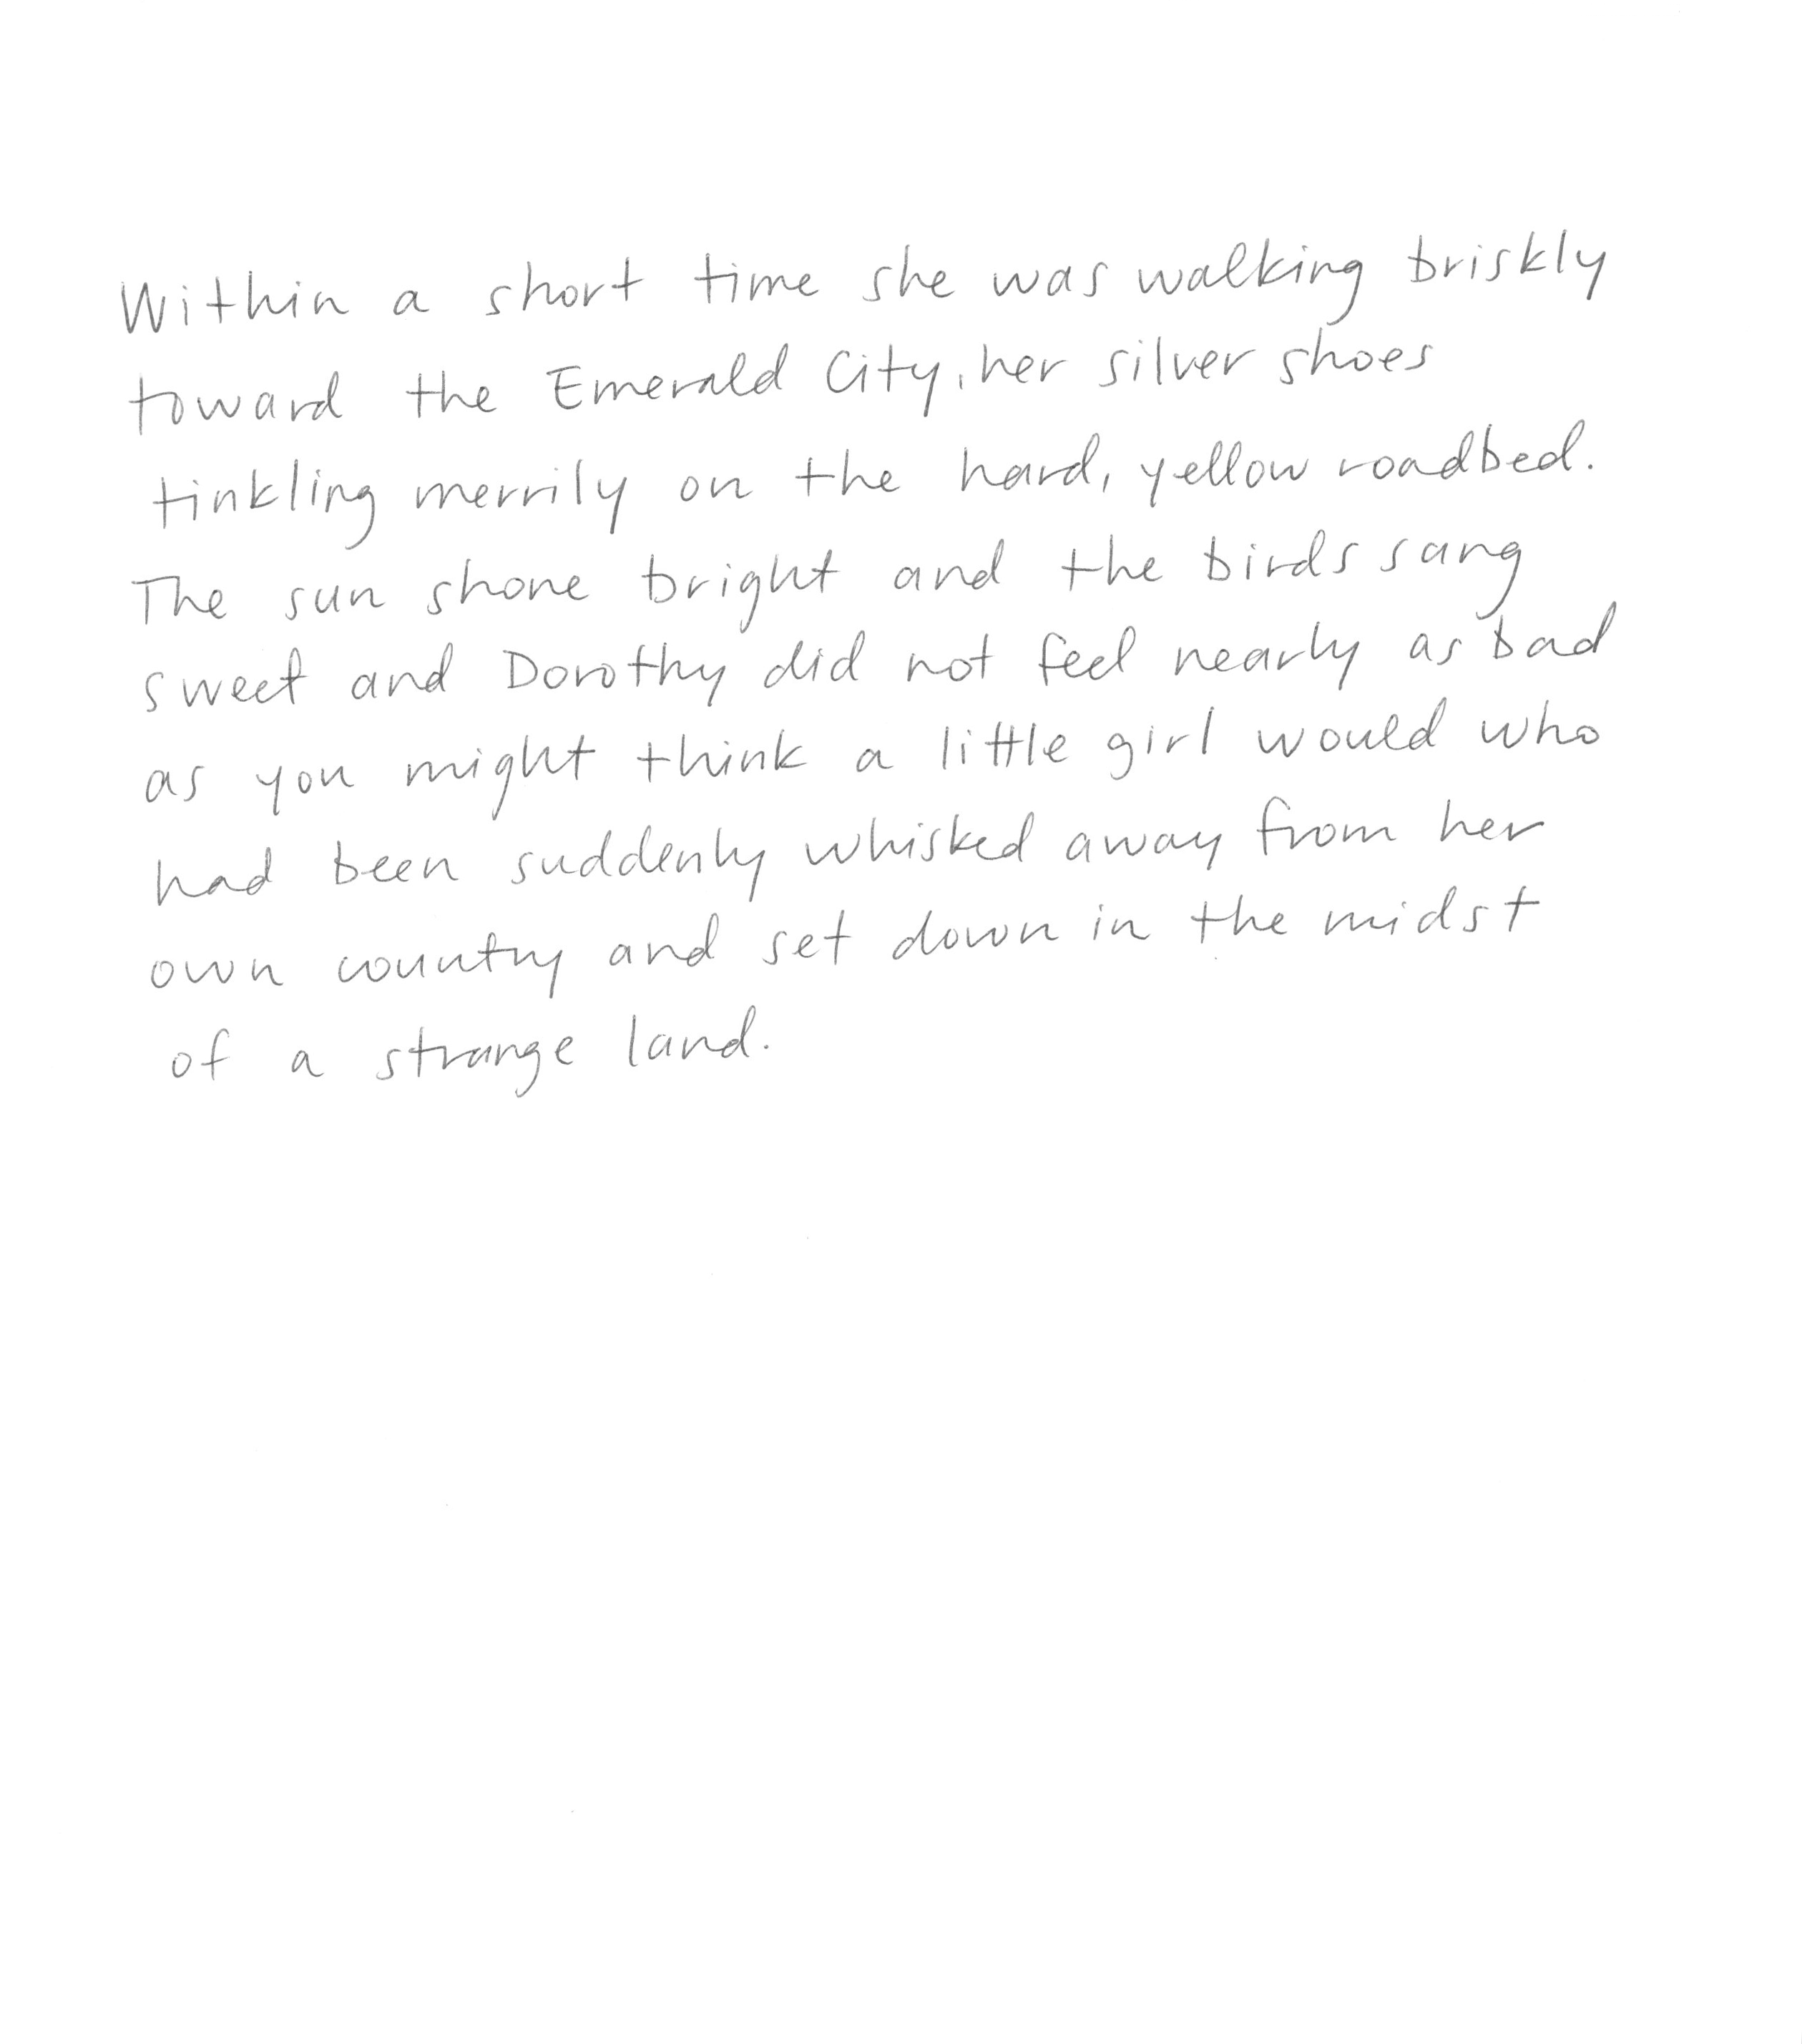 Within a short time she was walking briskly
toward the Emerald City, her silver shoes
tinkling merrily on the hard, yellow roadbed.
The sun shone bright and the birds sang
sweet and Dorothy did not feel nearly as bad
as you might think a little girl would who
had been suddenly whisked away from her
own country and set down in the midst
of a strange land.